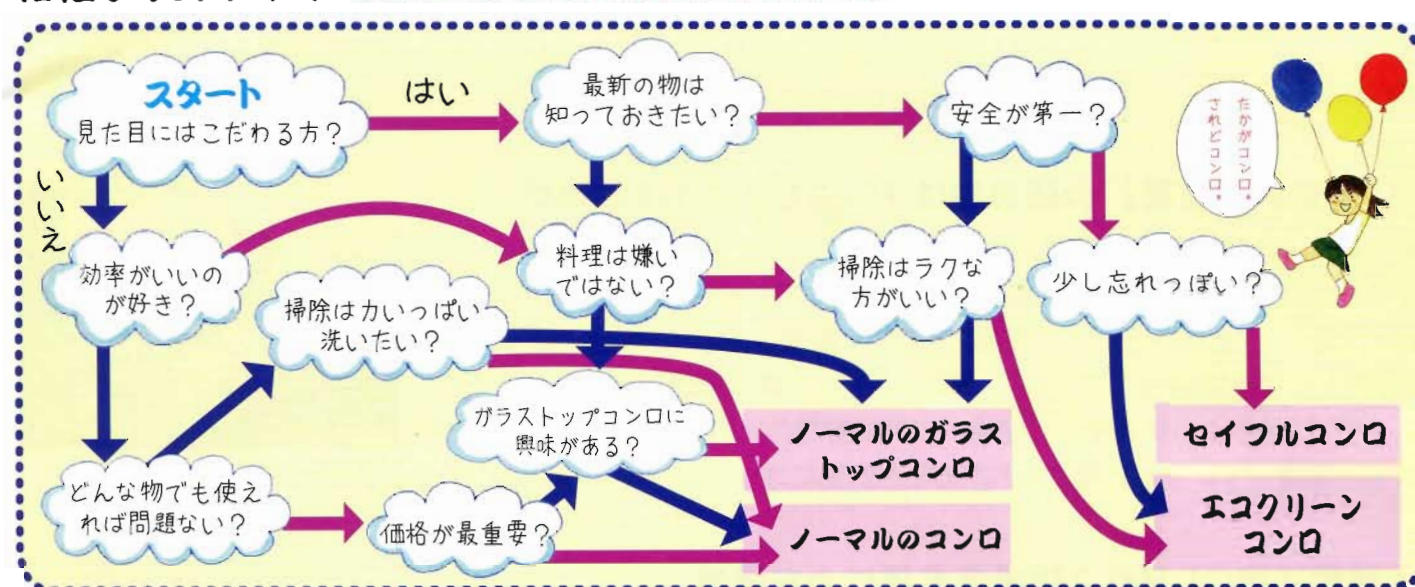 スタート
見た目にはこだわる方?
はい
いいえ
最新の物は
知っておきたい?
安全が第一?
たかがコンロ。
されどコンロ。
効率がいいの
が好き?
掃除は力いっぱい
洗いたい?
料理は嫌い
ではない?
掃除はラクな
方がいい?
少し忘れっぽい?
ガラストップコンロに
興味がある?
どんな物でも使え
れば問題ない?
価格が最重要?
ノーマルのガラス
トップコンロ
ノーマルのコンロ
セイフルコンロ
エコクリーン
コンロ